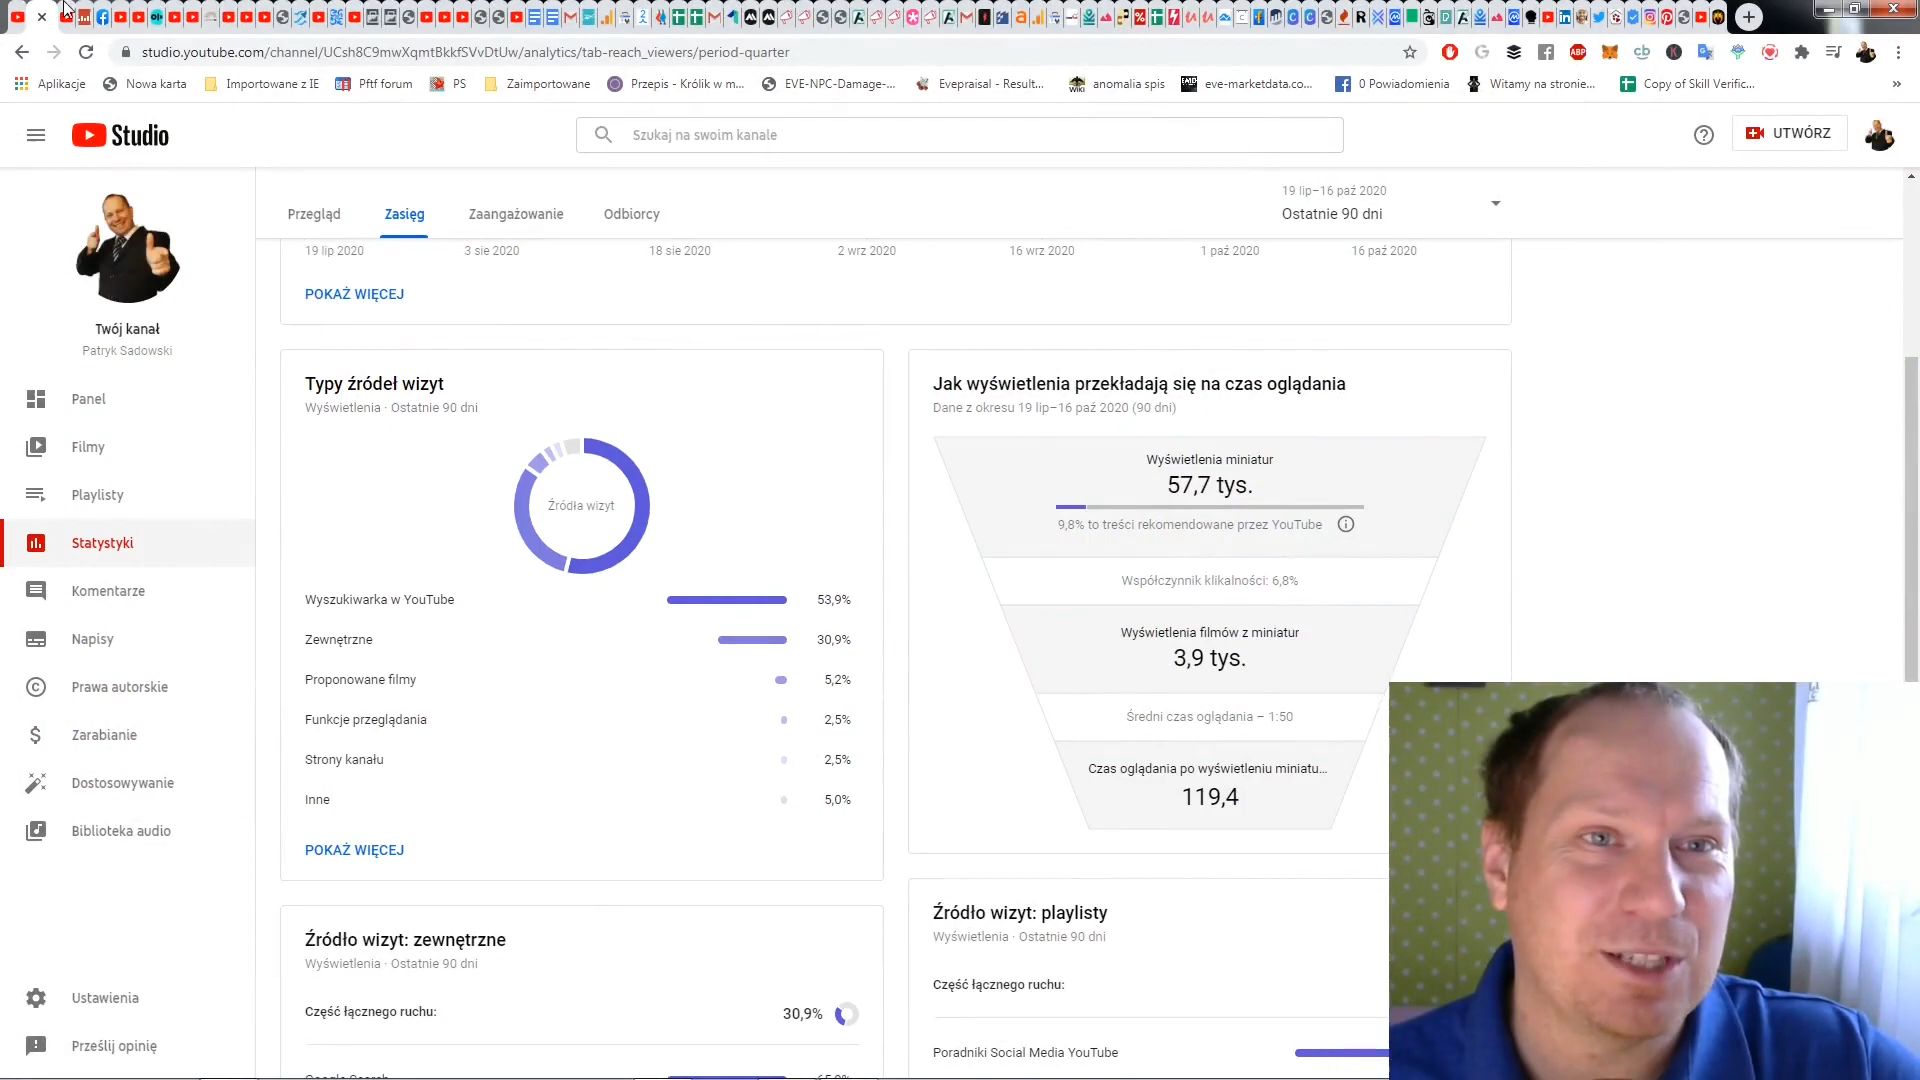 studio.youtube.com/channel/UCsh8C9mwXqmtBkkfSVvDtUw/analytics/tab-reach_viewers/period-quarter
Aplikacje
Nowa karta
Importowane z IE
Pftf forum
PS
Zaimportowane
Przepis - Królik w m...
EVE-NPC-Damage-...
Evepraisal - Result...
anomalia spis
eve-marketdata.co...
0 Powiadomienia
Witamy na stronie...
Copy of Skill Verific...
»
Studio
Szukaj na swoim kanale
UTWÓRZ
Twój kanał
Patryk Sadowski
Panel
Filmy
Playlisty
Statystyki
Komentarze
Napisy
Prawa autorskie
Zarabianie
Dostosowywanie
Biblioteka audio
Ustawienia
Prześlij opinię
Przegląd
Zasięg
Zaangażowanie
Odbiorcy
19 lip–16 paź 2020
Ostatnie 90 dni
19 lip 2020
3 sie 2020
18 sie 2020
2 wrz 2020
16 wrz 2020
1 paź 2020
16 paź 2020
POKAŻ WIĘCEJ
Typy źródeł wizyt
Wyświetlenia · Ostatnie 90 dni
Źródła wizyt
Wyszukiwarka w YouTube 53,9%
Zewnętrzne 30,9%
Proponowane filmy 5,2%
Funkcje przeglądania 2,5%
Strony kanału 2,5%
Inne 5,0%
POKAŻ WIĘCEJ
Jak wyświetlenia przekładają się na czas oglądania
Dane z okresu 19 lip–16 paź 2020 (90 dni)
Wyświetlenia miniatur
57,7 tys.
9,8% to treści rekomendowane przez YouTube
Współczynnik klikalności: 6,8%
Wyświetlenia filmów z miniatur
3,9 tys.
Średni czas oglądania – 1:50
Czas oglądania po wyświetleniu miniatu...
119,4
Źródło wizyt: zewnętrzne
Wyświetlenia · Ostatnie 90 dni
Część łącznego ruchu: 30,9%
Źródło wizyt: playlisty
Wyświetlenia · Ostatnie 90 dni
Część łącznego ruchu:
Poradniki Social Media YouTube